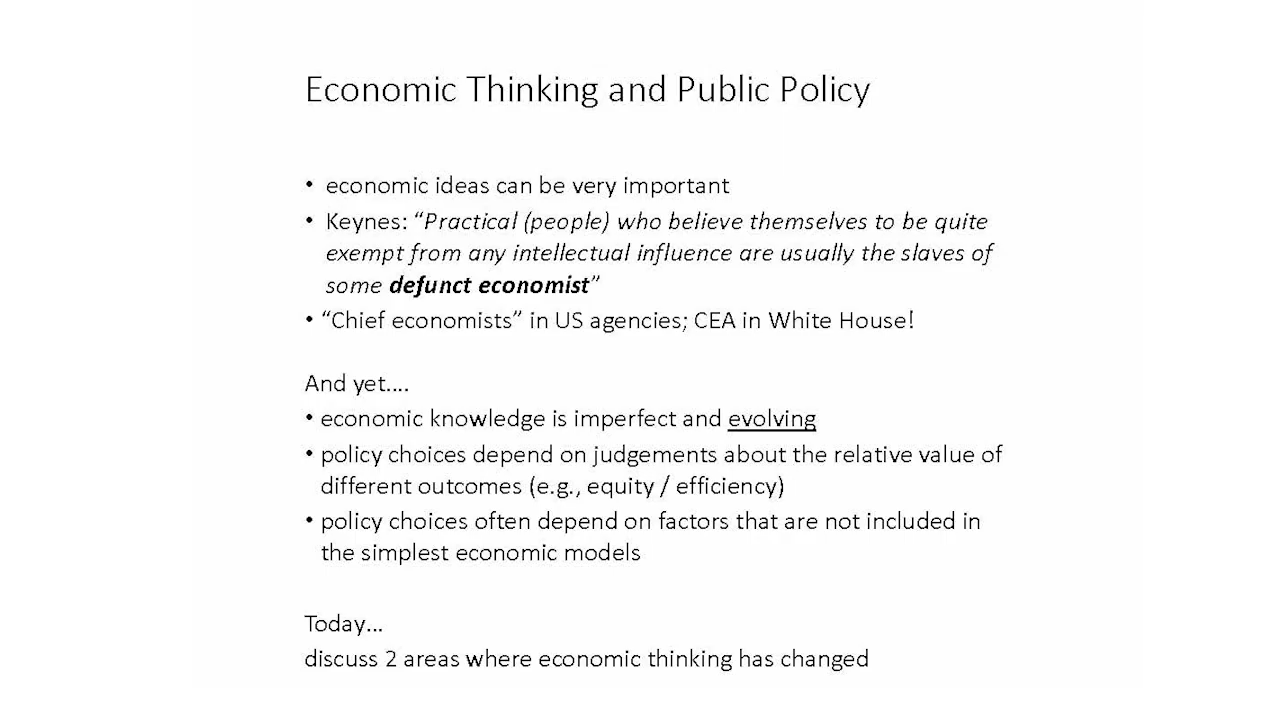 Economic Thinking and Public Policy
• economic ideas can be very important
• Keynes: “Practical (people) who believe themselves to be quite
exempt from any intellectual influence are usually the slaves of
some defunct economist”
• “Chief economists” in US agencies; CEA in White House!
And yet....
• economic knowledge is imperfect and evolving
• policy choices depend on judgements about the relative value of
different outcomes (e.g., equity / efficiency)
• policy choices often depend on factors that are not included in
the simplest economic models
Today...
discuss 2 areas where economic thinking has changed